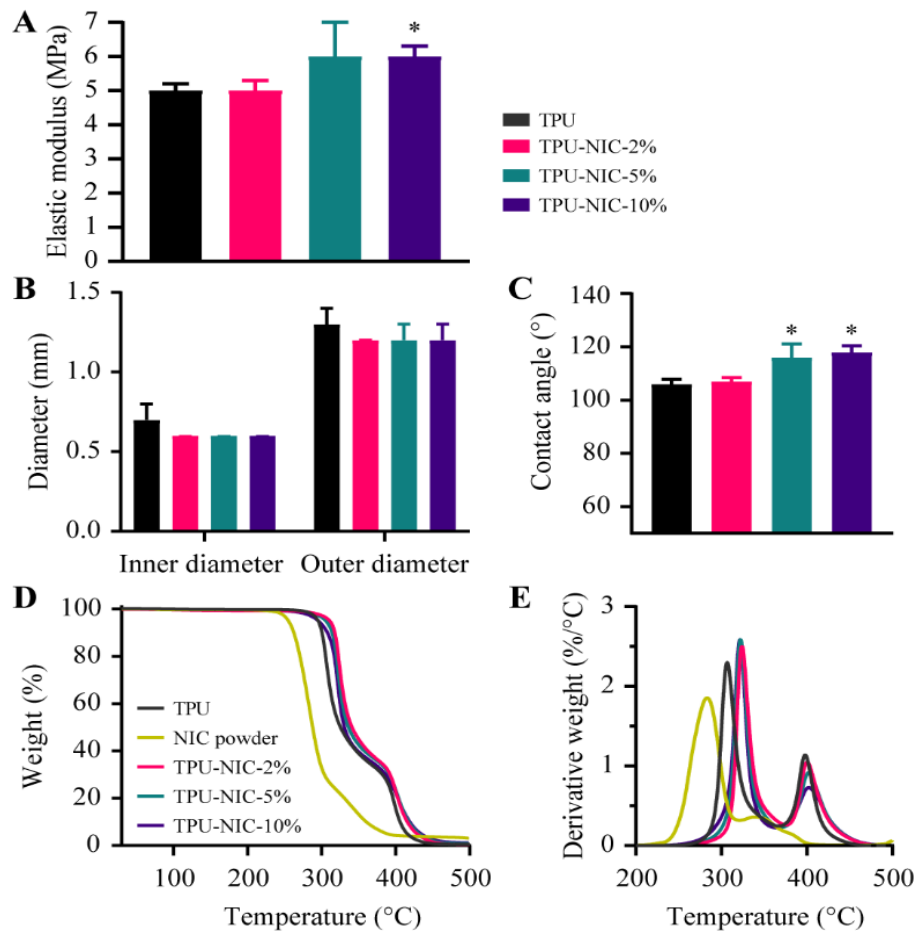 A
Elastic modulus (MPa)
7
6
5
4
3
2
1
0
*
TPU
TPU-NIC-2%
TPU-NIC-5%
TPU-NIC-10%
B
Diameter (mm)
1.5
1.0
0.5
0.0
Inner diameter
Outer diameter
C
Contact angle (°)
140
120
100
80
60
*
*
D
Weight (%)
100
80
60
40
20
0
TPU
NIC powder
TPU-NIC-2%
TPU-NIC-5%
TPU-NIC-10%
100
200
300
400
500
Temperature (°C)
E
Derivative weight (%/°C)
3
2
1
0
200
300
400
500
Temperature (°C)